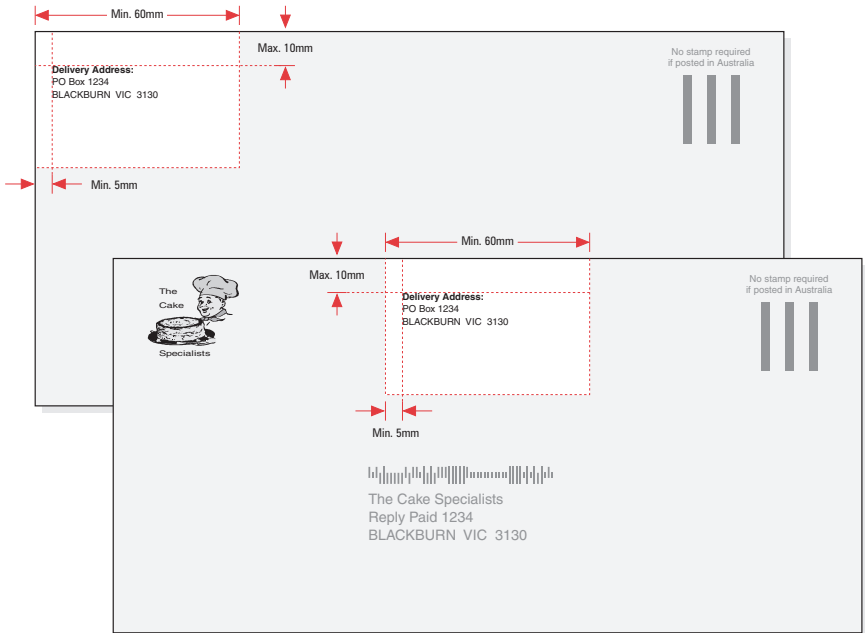 Min. 60mm
Max. 10mm
No stamp required
if posted in Australia
Delivery Address:
PO Box 1234
BLACKBURN VIC 3130
Min. 5mm
Min. 60mm
Max. 10mm
The
Cake
Specialists
No stamp required
if posted in Australia
Delivery Address:
PO Box 1234
BLACKBURN VIC 3130
Min. 5mm
The Cake Specialists
Reply Paid 1234
BLACKBURN VIC 3130